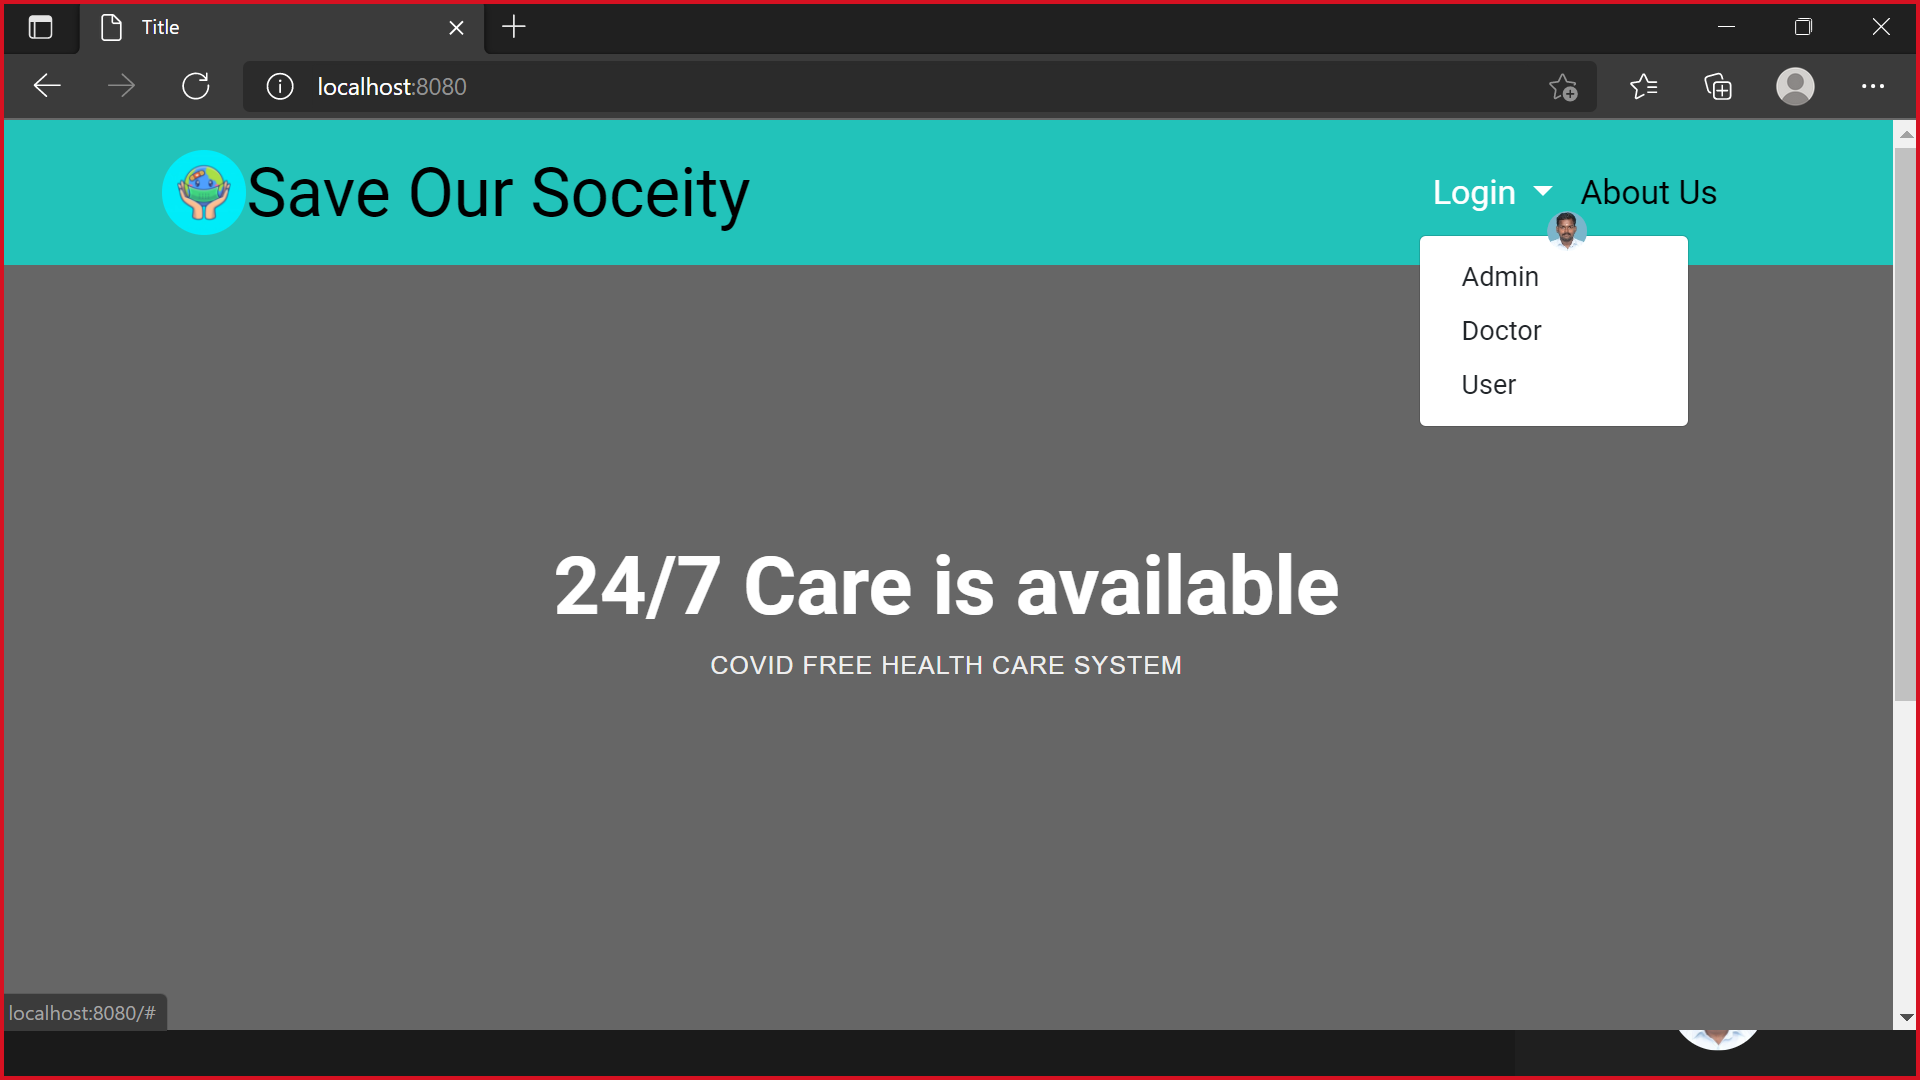 Title
localhost:8080
Save Our Soceity
Login
About Us
Admin
Doctor
User
24/7 Care is available
COVID FREE HEALTH CARE SYSTEM
localhost:8080/#